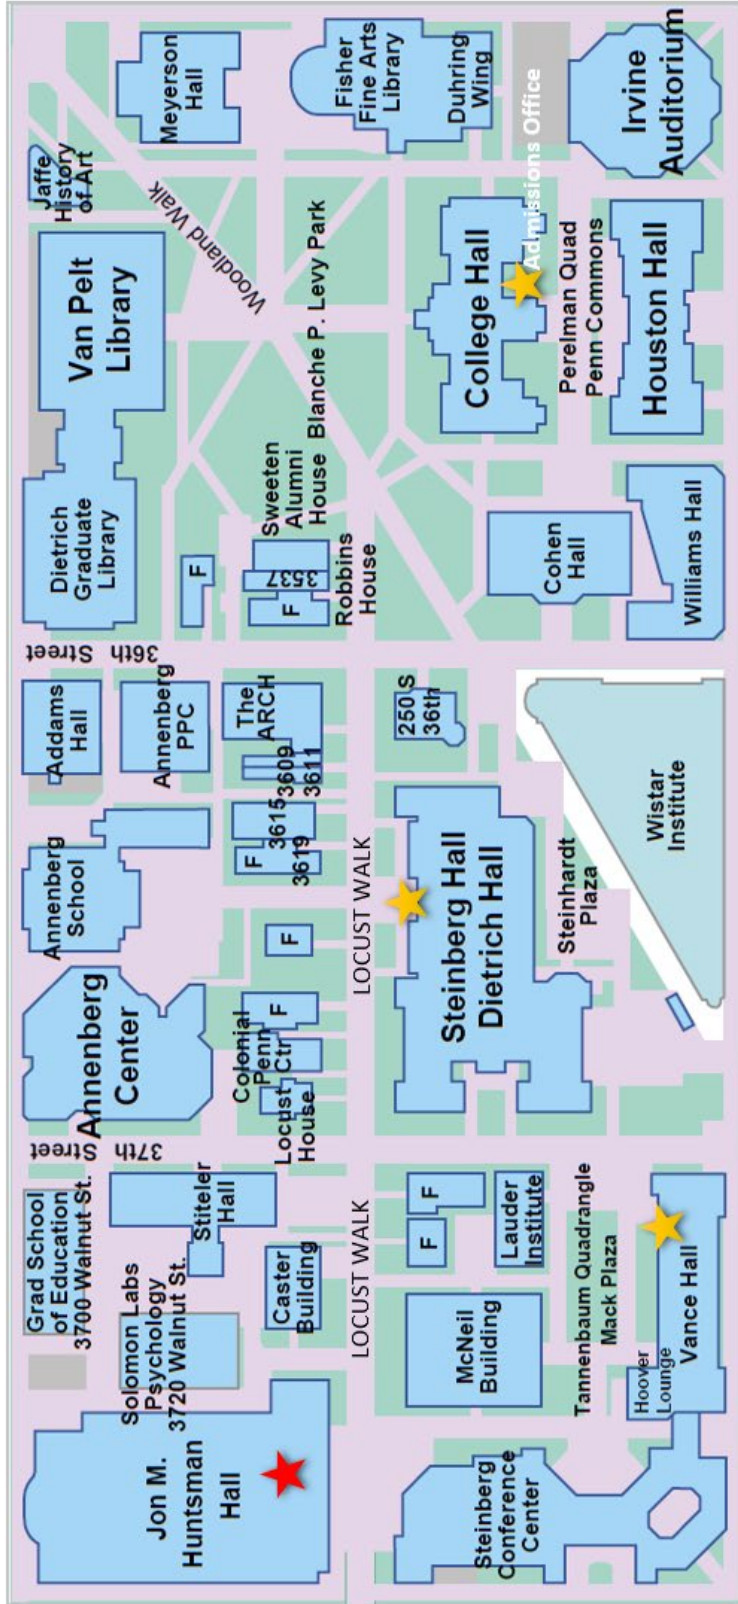 Jon M.
Huntsman
Hall
Grad School
of Education
3700 Walnut St.
Solomon Labs
Psychology
3720 Walnut St.
Stiteler
Hall
Caster
Building
37th Street
Annenberg
Center
Annenberg
School
Addams
Hall
Annenberg
PPC
The
ARCH
3609
3611
3615
3619
F
F
F
Colonial
Penn
Ctr
Locust
House
36th Street
Dietrich
Graduate
Library
Van Pelt
Library
Jaffe
History
of Art
Meyerson
Hall
Woodland Walk
F
F
3537
Sweeten
Alumni
House
Robbins
House
Blanche P. Levy Park
Fisher
Fine Arts
Library
Duhring
Wing
LOCUST WALK
LOCUST WALK
Steinberg
Conference
Center
McNeil
Building
F
F
Lauder
Institute
Tannenbaum Quadrangle
Mack Plaza
Hoover
Lounge
Vance Hall
Steinberg Hall
Dietrich Hall
Steinhardt
Plaza
250 S
36th
Wistar
Institute
Cohen
Hall
Williams Hall
College Hall
Admissions Office
Perelman Quad
Penn Commons
Houston Hall
Irvine
Auditorium